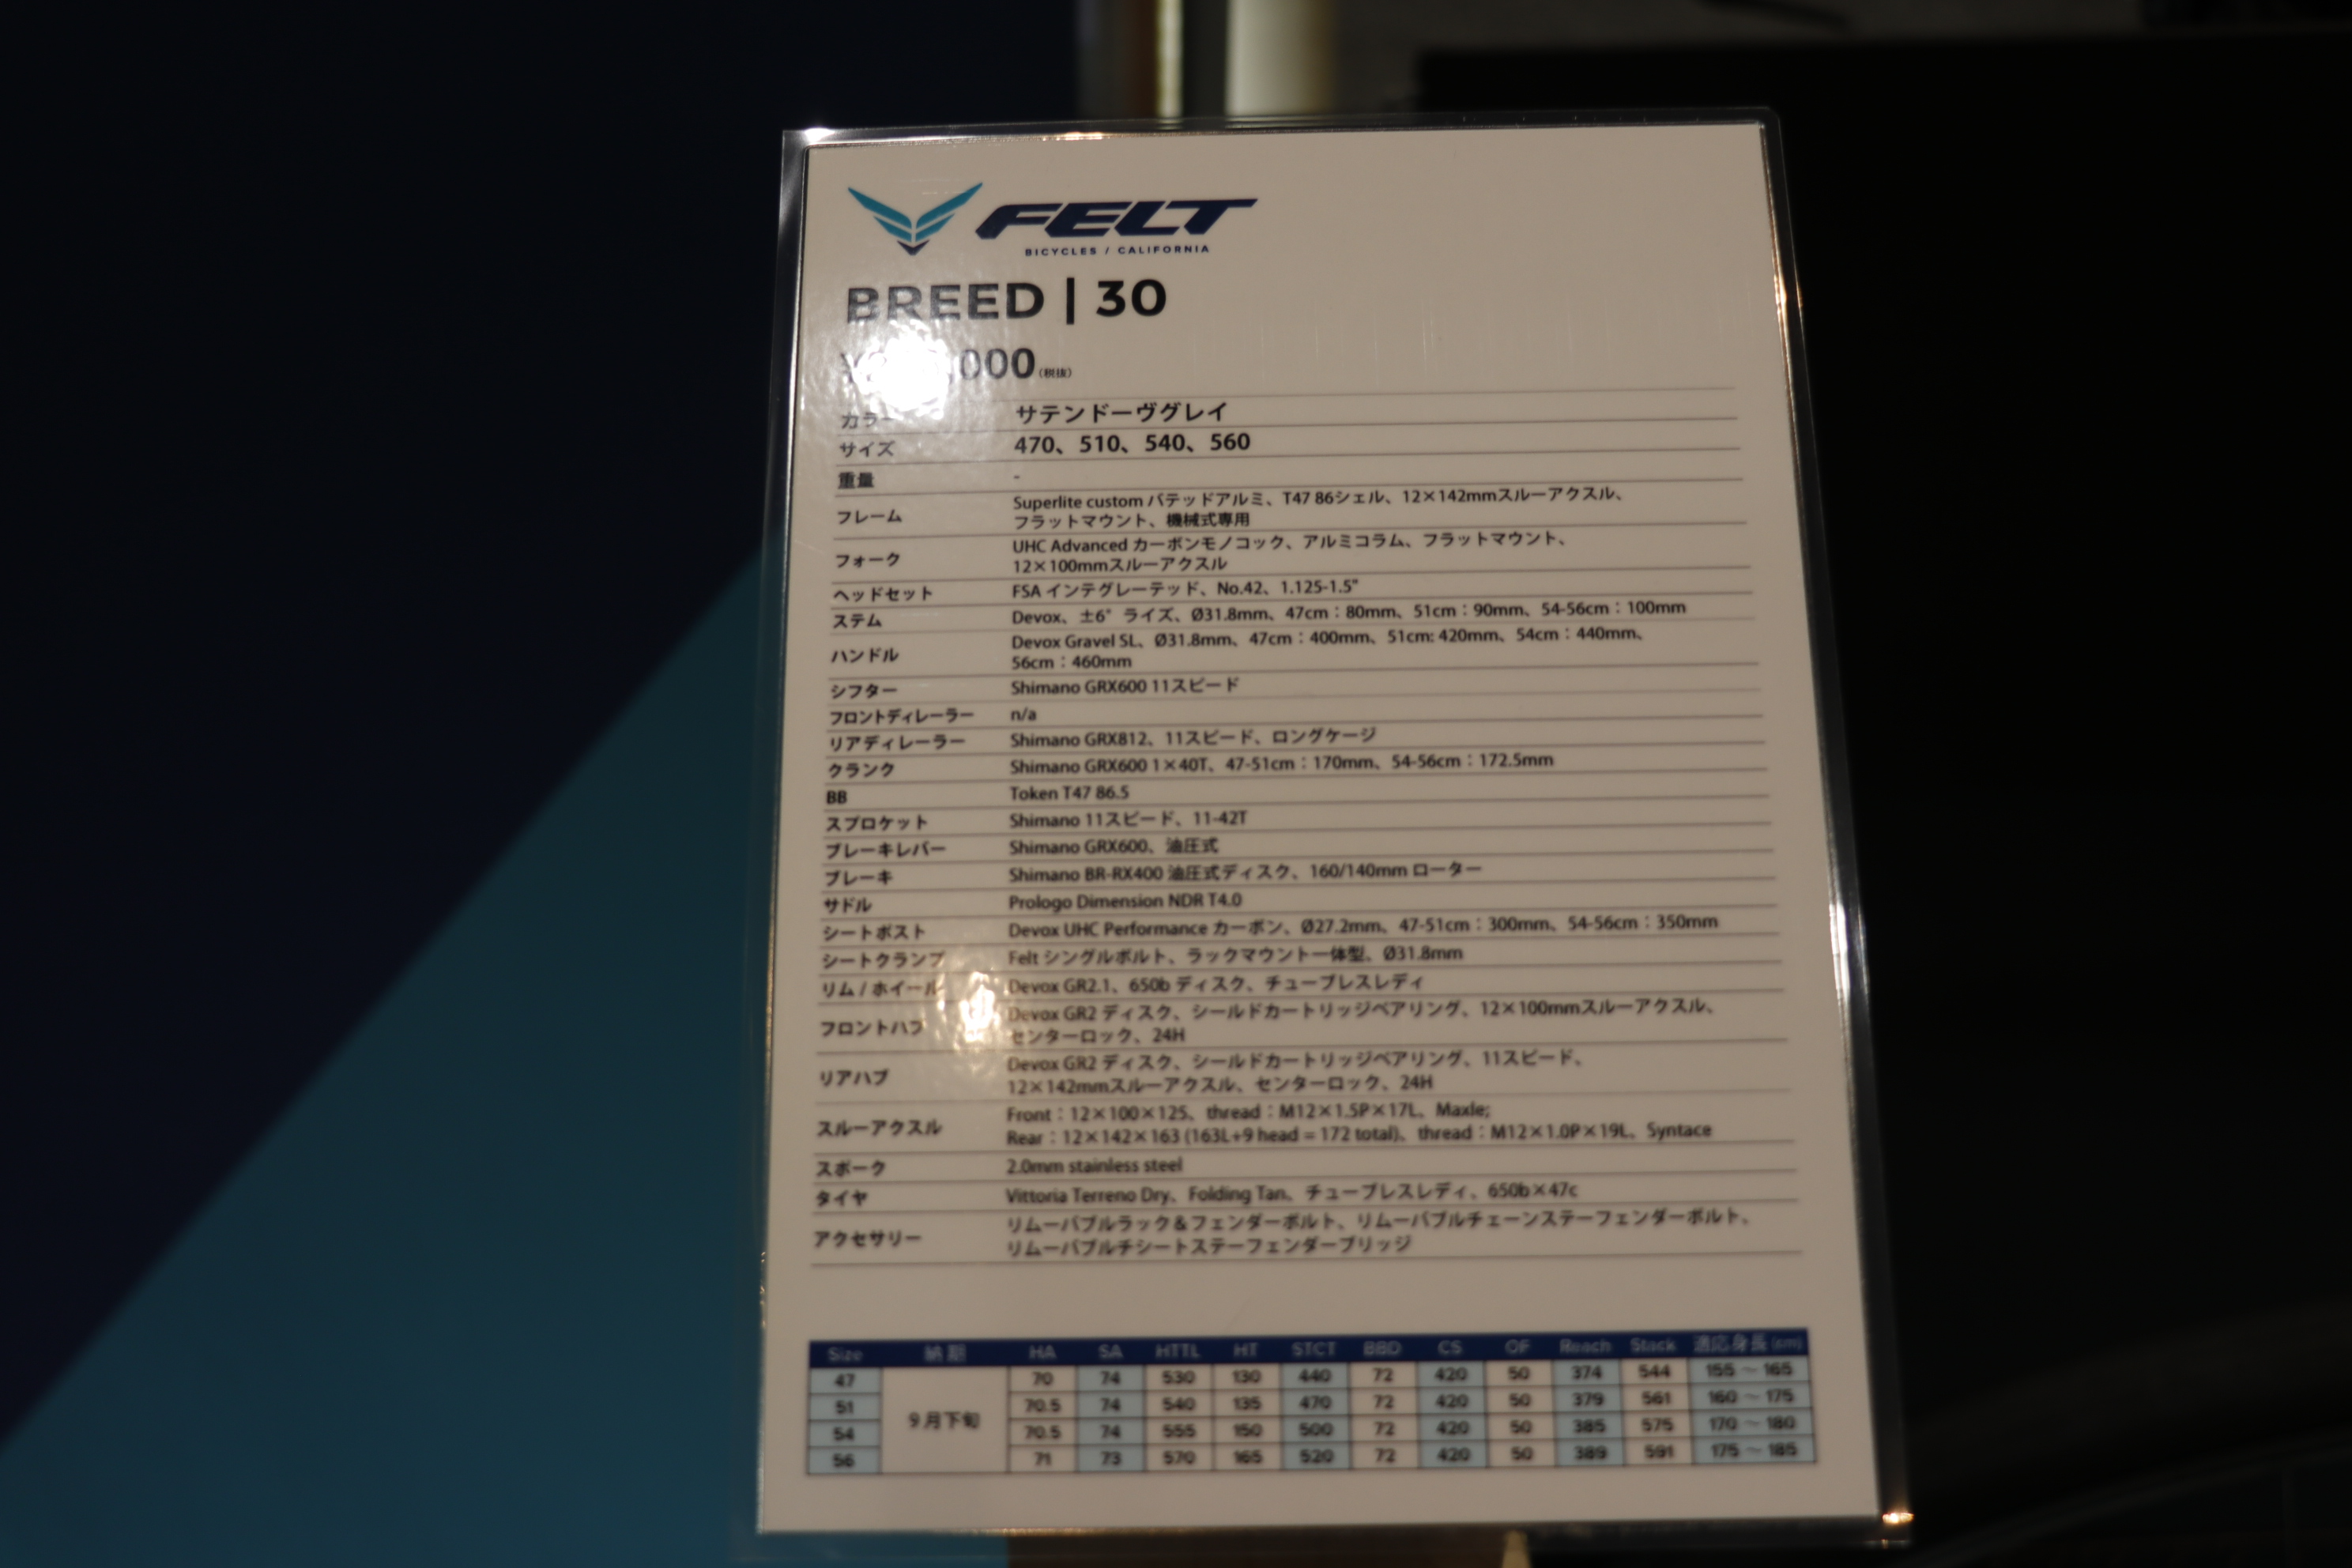 FELT
BICYCLES / CALIFORNIA
BREED | 30
000 (税抜)
カラー サテンドーヴグレイ
サイズ 470、510、540、560
重量 -
フレーム Superlite custom バテッドアルミ、T47 86シェル、12×142mmスルーアクスル、
フラットマウント、機械式専用
フォーク UHC Advanced カーボンモノコック、アルミコラム、フラットマウント、
12×100mmスルーアクスル
ヘッドセット FSA インテグレーテッド、No.42、1.125-1.5"
ステム Devox、±6° ライズ、Ø31.8mm、47cm：80mm、51cm：90mm、54-56cm：100mm
ハンドル Devox Gravel SL、Ø31.8mm、47cm：400mm、51cm: 420mm、54cm：440mm、
56cm：460mm
シフター Shimano GRX600 11スピード
フロントディレーラー n/a
リアディレーラー Shimano GRX812、11スピード、ロングケージ
クランク Shimano GRX600 1×40T、47-51cm：170mm、54-56cm：172.5mm
BB Token T47 86.5
スプロケット Shimano 11スピード、11-42T
ブレーキレバー Shimano GRX600、油圧式
ブレーキ Shimano BR-RX400 油圧式ディスク、160/140mm ローター
サドル Prologo Dimension NDR T4.0
シートポスト Devox UHC Performance カーボン、Ø27.2mm、47-51cm：300mm、54-56cm：350mm
シートクランプ Felt シングルボルト、ラックマウント一体型、Ø31.8mm
リム / ホイール Devox GR2.1、650b ディスク、チューブレスレディ
フロントハブ Devox GR2 ディスク、シールドカートリッジベアリング、12×100mmスルーアクスル、
センターロック、24H
リアハブ Devox GR2 ディスク、シールドカートリッジベアリング、11スピード、
12×142mmスルーアクスル、センターロック、24H
スルーアクスル Front：12×100×125、thread：M12×1.5P×17L、Maxle;
Rear：12×142×163 (163L+9 head = 172 total)、thread：M12×1.0P×19L、Syntace
スポーク 2.0mm stainless steel
タイヤ Vittoria Terreno Dry、Folding Tan、チューブレスレディ、650b×47c
アクセサリー リムーバブルラック＆フェンダーボルト、リムーバブルチェーンステーフェンダーボルト、
リムーバブルチシートステーフェンダーブリッジ
Size 納期 HA SA HTTL HT STCT BBD CS OF Reach Stack 適応身長 (cm)
47 70 74 530 130 440 72 420 50 374 544 155 ～ 165
51 9月下旬 70.5 74 540 135 470 72 420 50 379 561 160 ～ 175
54 70.5 74 555 150 500 72 420 50 385 575 170 ～ 180
56 71 73 570 165 520 72 420 50 389 591 175 ～ 185